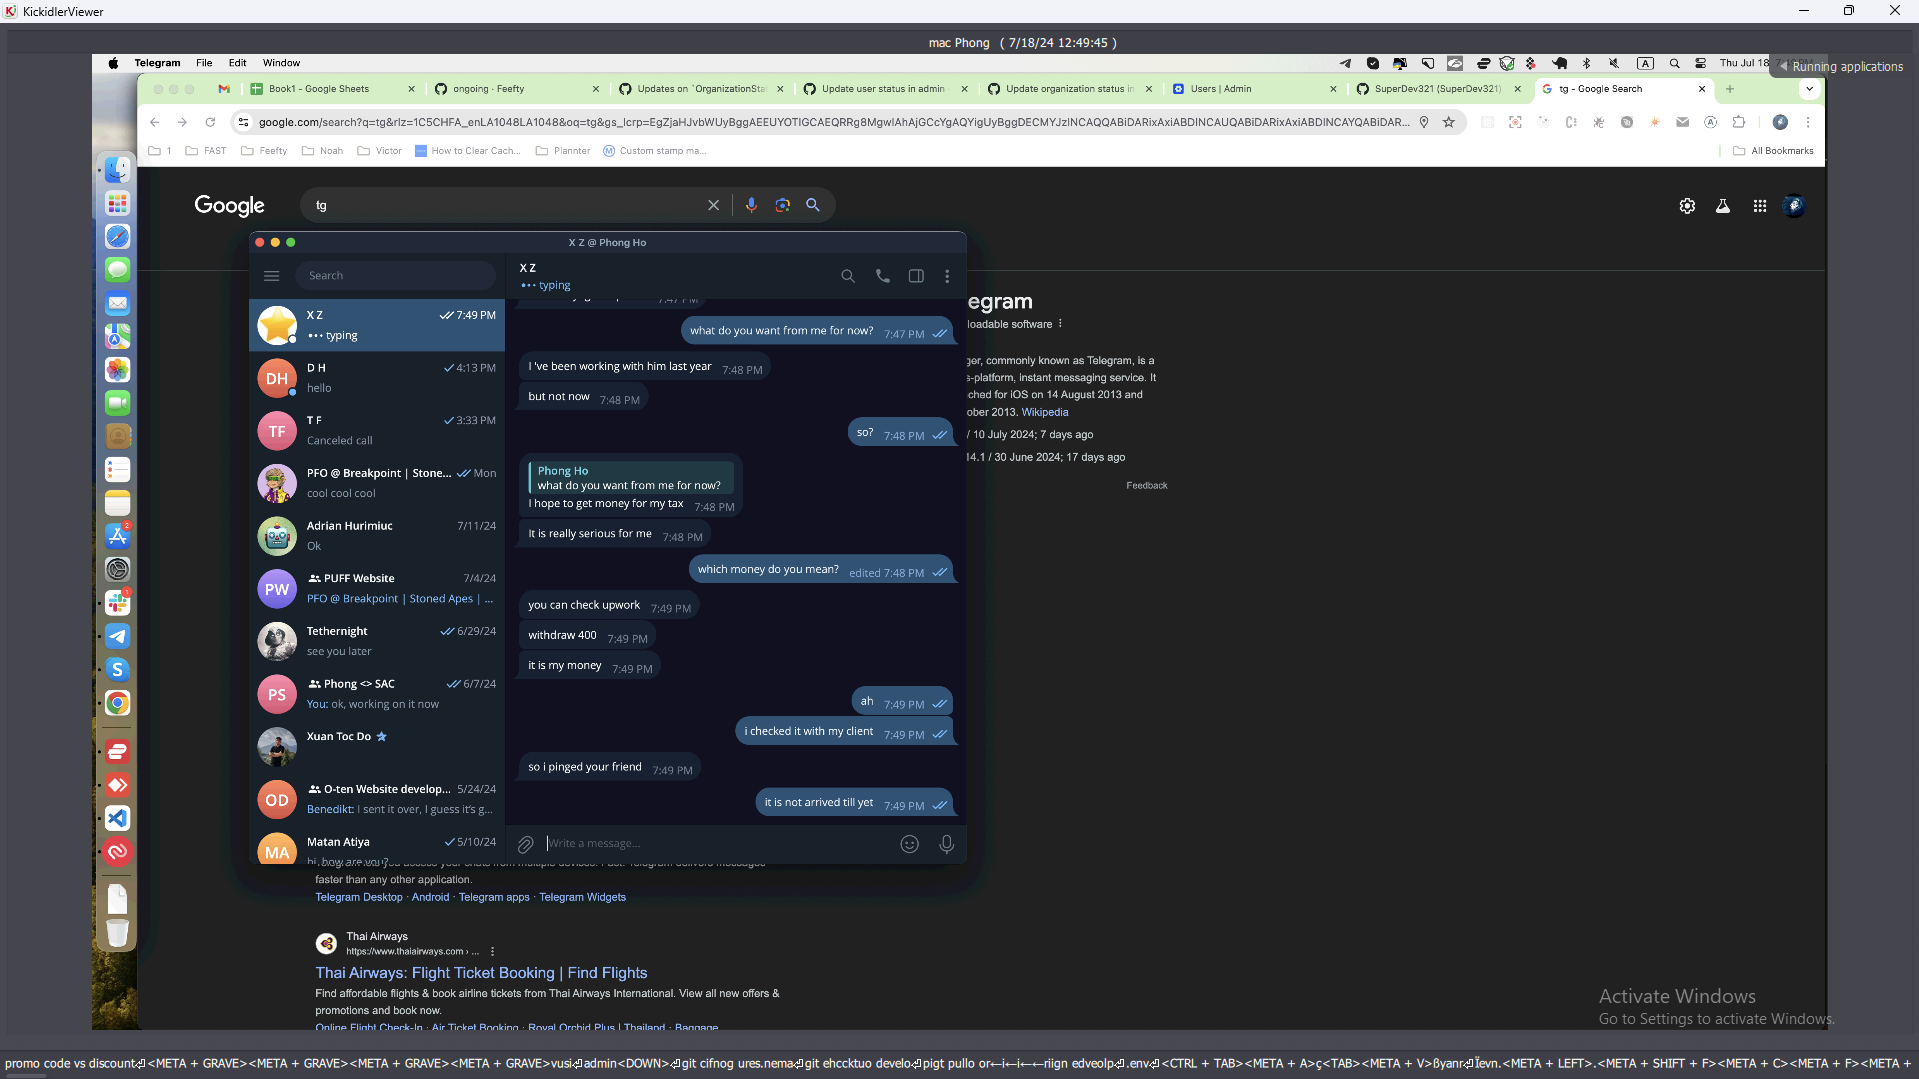 KickidlerViewer
mac Phong ( 7/18/24 12:49:45 )
Telegram File Edit Window
Thu Jul 18
Running applications
Book1 - Google Sheets
ongoing · Feefty
Updates on `OrganizationSta
Update user status in admin
Update organization status in
Users | Admin
SuperDev321 (SuperDev321)
tg - Google Search
google.com/search?q=tg&rlz=1C5CHFA_enLA1048LA1048&oq=tg&gs_lcrp=EgZjaHJvbWUyBggAEEUYOTIGCAEQRRg8MgwIAhAjGCcYgAQYigUyBggDECMYJzINCAQQABiDARixAxiABDINCAUQABiDARixAxiABDINCAYQABiDAR...
1 FAST Feefty Noah Victor How to Clear Cach... Plannter Custom stamp ma...
All Bookmarks
Google
tg
X Z @ Phong Ho
Search
X Z
typing
X Z 7:49 PM
typing
DH
D H 4:13 PM
hello
TF
T F 3:33 PM
Canceled call
PFO @ Breakpoint | Stone... Mon
cool cool cool
Adrian Hurimiuc 7/11/24
Ok
PW
PUFF Website 7/4/24
PFO @ Breakpoint | Stoned Apes | ...
Tethernight 6/29/24
see you later
PS
Phong <> SAC 6/7/24
You: ok, working on it now
Xuan Toc Do
OD
O-ten Website develop... 5/24/24
Benedikt: I sent it over, I guess it's g...
MA
Matan Atiya 5/10/24
hi, how are you?
7:47 PM
what do you want from me for now? 7:47 PM
I 've been working with him last year 7:48 PM
but not now 7:48 PM
so? 7:48 PM
Phong Ho
what do you want from me for now?
I hope to get money for my tax 7:48 PM
It is really serious for me 7:48 PM
which money do you mean? edited 7:48 PM
you can check upwork 7:49 PM
withdraw 400 7:49 PM
it is my money 7:49 PM
ah 7:49 PM
i checked it with my client 7:49 PM
so i pinged your friend 7:49 PM
it is not arrived till yet 7:49 PM
Write a message...
egram
loadable software
ger, commonly known as Telegram, is a
s-platform, instant messaging service. It
ched for iOS on 14 August 2013 and
ober 2013. Wikipedia
/ 10 July 2024; 7 days ago
14.1 / 30 June 2024; 17 days ago
Feedback
faster than any other application.
Telegram Desktop · Android · Telegram apps · Telegram Widgets
Thai Airways
https://www.thaiairways.com › ...
Thai Airways: Flight Ticket Booking | Find Flights
Find affordable flights & book airline tickets from Thai Airways International. View all new offers &
promotions and book now.
Online Flight Check-In · Air Ticket Booking · Royal Orchid Plus | Thailand · Baggage
Activate Windows
Go to Settings to activate Windows.
promo code vs discount⏎<META + GRAVE><META + GRAVE><META + GRAVE><META + GRAVE>vusi⏎admin<DOWN>⏎git cifnog ures.nema⏎git ehccktuo develo⏎pigt pullo or←i←i←←riign edveolp⏎.env⏎<CTRL + TAB><META + A>ç<TAB><META + V>ßyanr⏎Ievn.<META + LEFT>.<META + SHIFT + F><META + C><META + F><META +